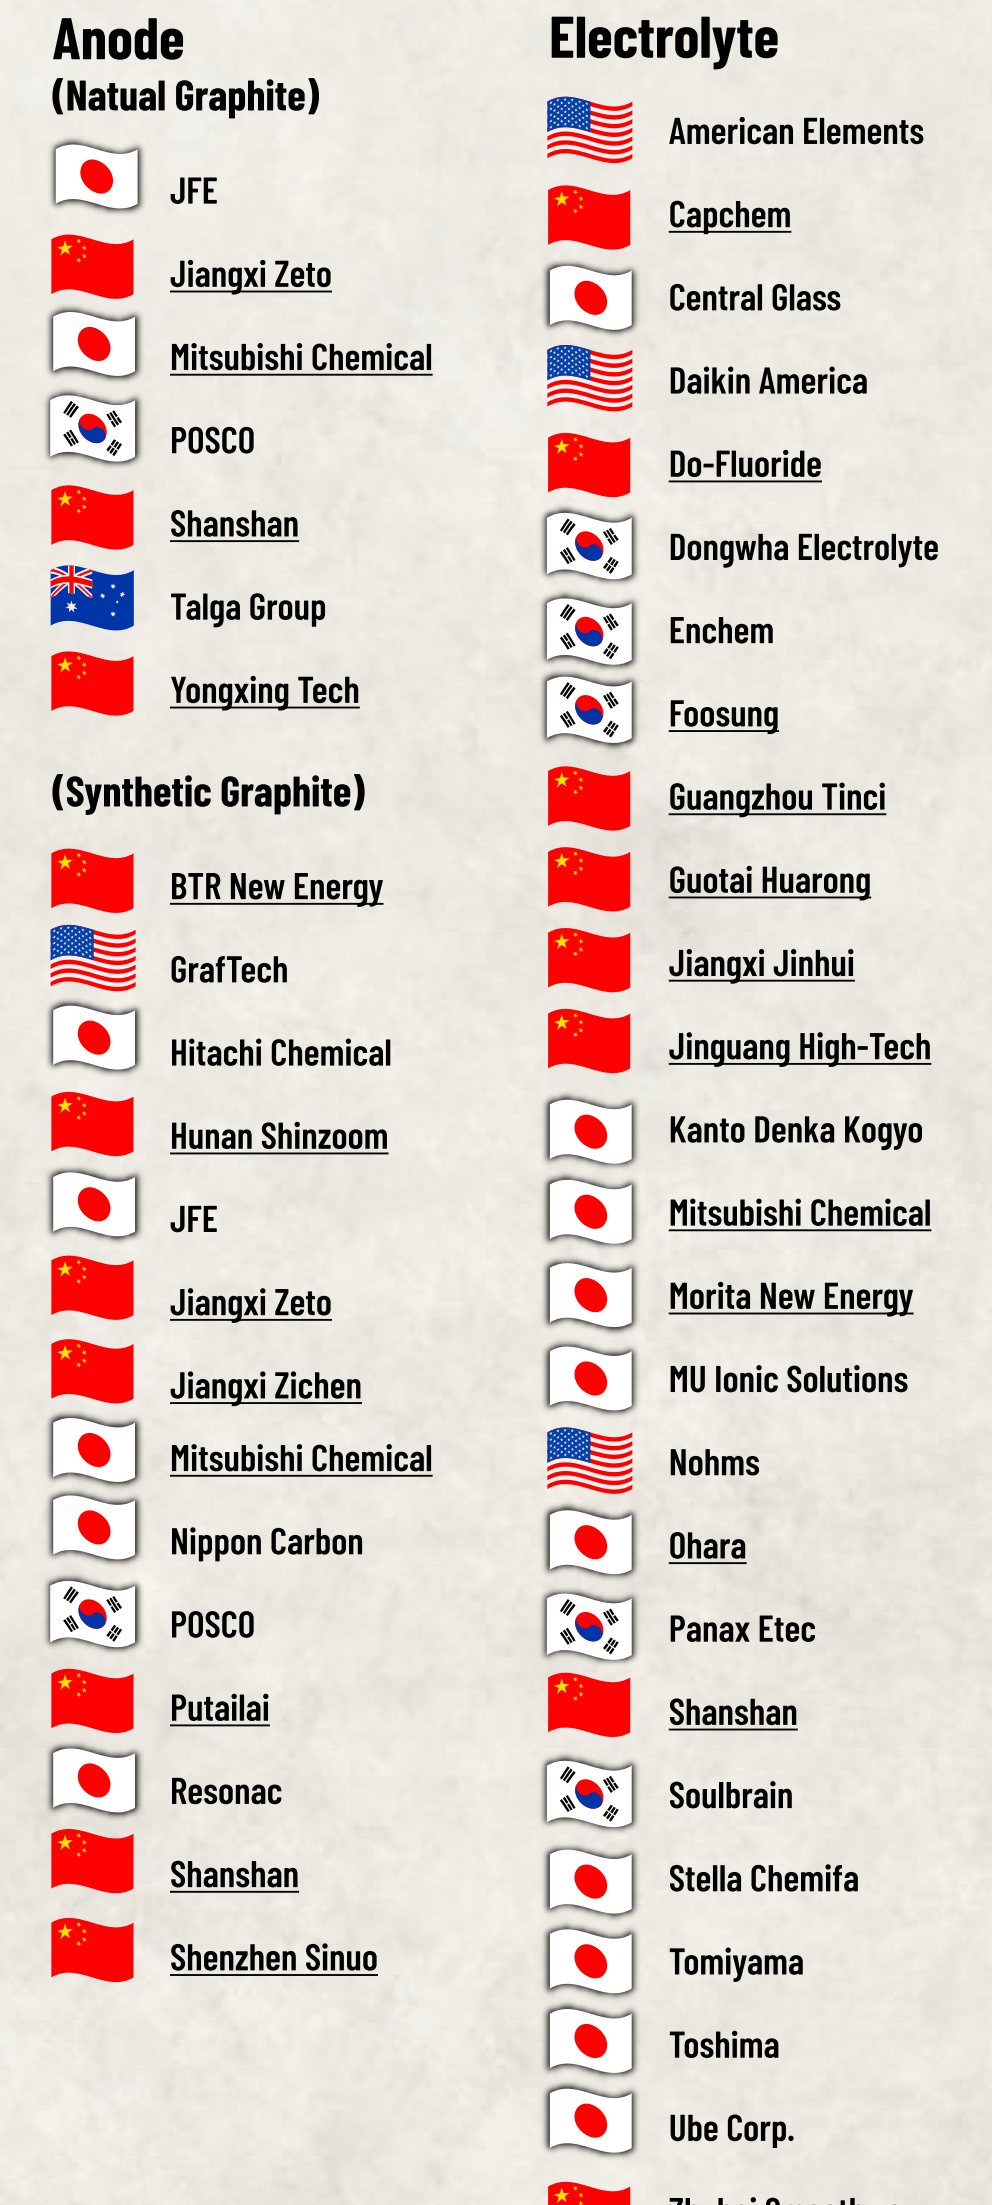 Anode
(Natual Graphite)
JFE
Jiangxi Zeto
Mitsubishi Chemical
POSCO
Shanshan
Talga Group
Yongxing Tech
(Synthetic Graphite)
BTR New Energy
GrafTech
Hitachi Chemical
Hunan Shinzoom
JFE
Jiangxi Zeto
Jiangxi Zichen
Mitsubishi Chemical
Nippon Carbon
POSCO
Putailai
Resonac
Shanshan
Shenzhen Sinuo
Electrolyte
American Elements
Capchem
Central Glass
Daikin America
Do-Fluoride
Dongwha Electrolyte
Enchem
Foosung
Guangzhou Tinci
Guotai Huarong
Jiangxi Jinhui
Jinguang High-Tech
Kanto Denka Kogyo
Mitsubishi Chemical
Morita New Energy
MU Ionic Solutions
Nohms
Ohara
Panax Etec
Shanshan
Soulbrain
Stella Chemifa
Tomiyama
Toshima
Ube Corp.